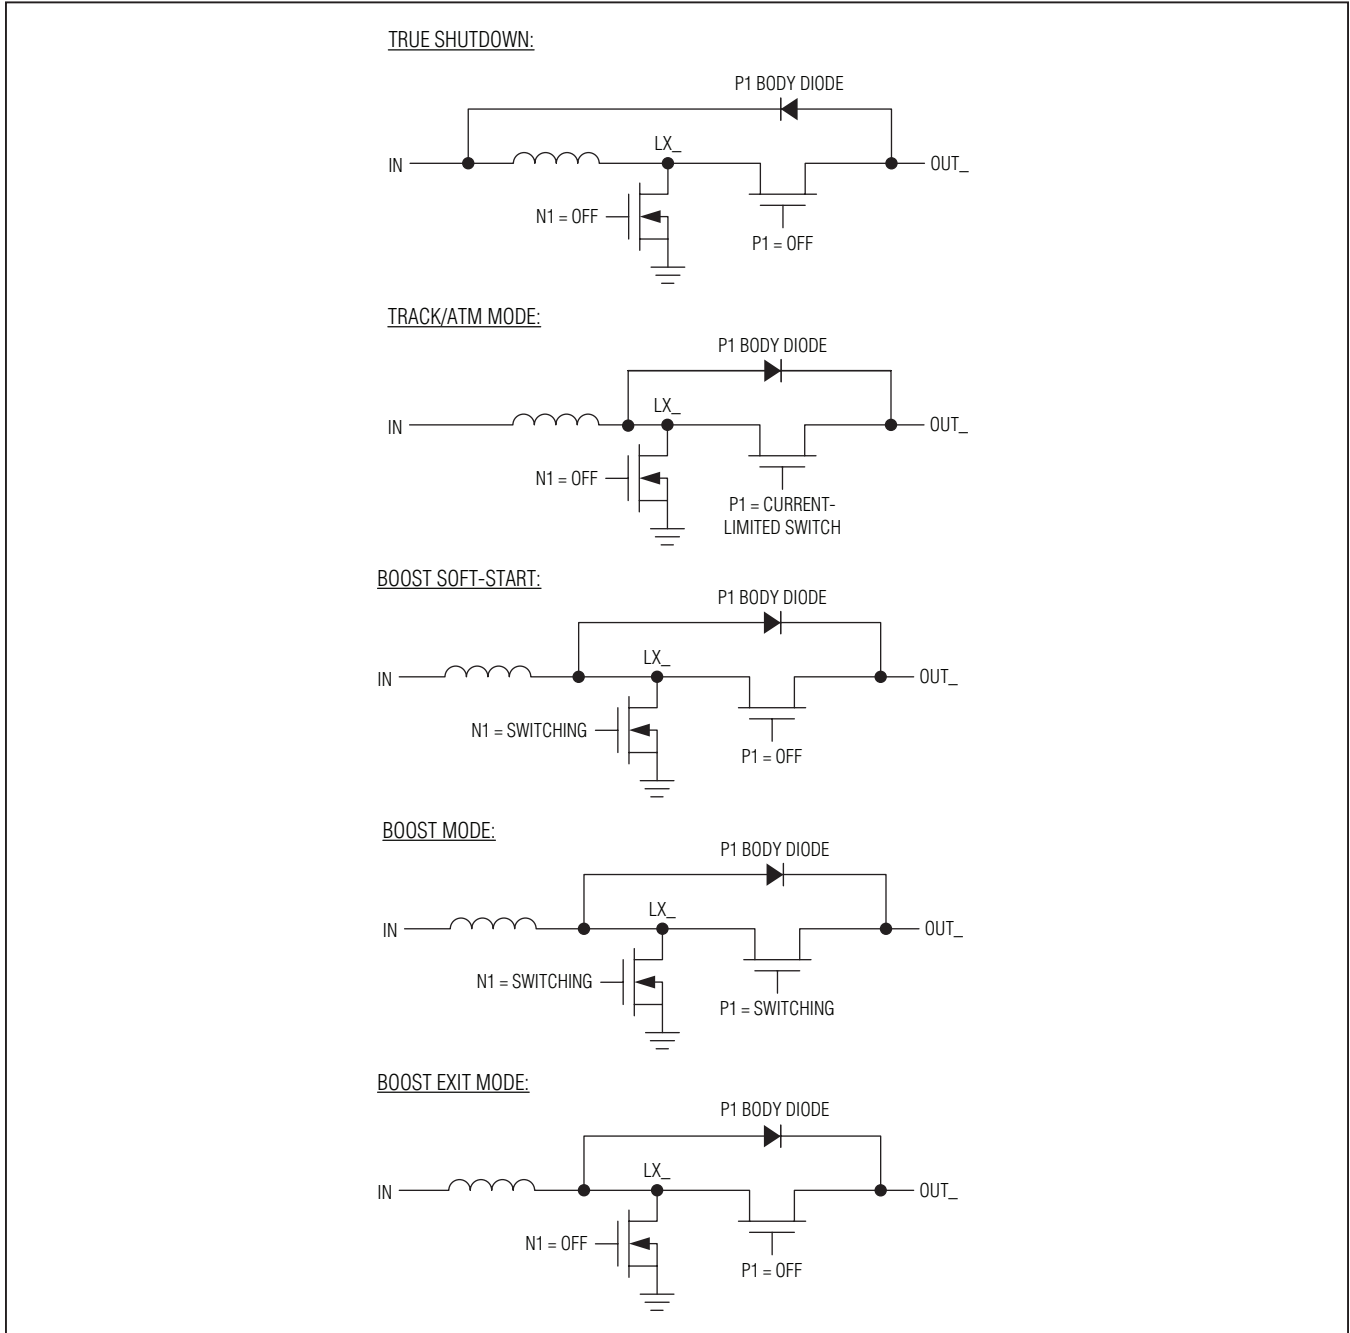 TRUE SHUTDOWN:
P1 BODY DIODE
LX_
IN
OUT_
N1 = OFF
P1 = OFF
TRACK/ATM MODE:
P1 BODY DIODE
LX_
IN
OUT_
N1 = OFF
P1 = CURRENT-
LIMITED SWITCH
BOOST SOFT-START:
P1 BODY DIODE
LX_
IN
OUT_
N1 = SWITCHING
P1 = OFF
BOOST MODE:
P1 BODY DIODE
LX_
IN
OUT_
N1 = SWITCHING
P1 = SWITCHING
BOOST EXIT MODE:
P1 BODY DIODE
LX_
IN
OUT_
N1 = OFF
P1 = OFF